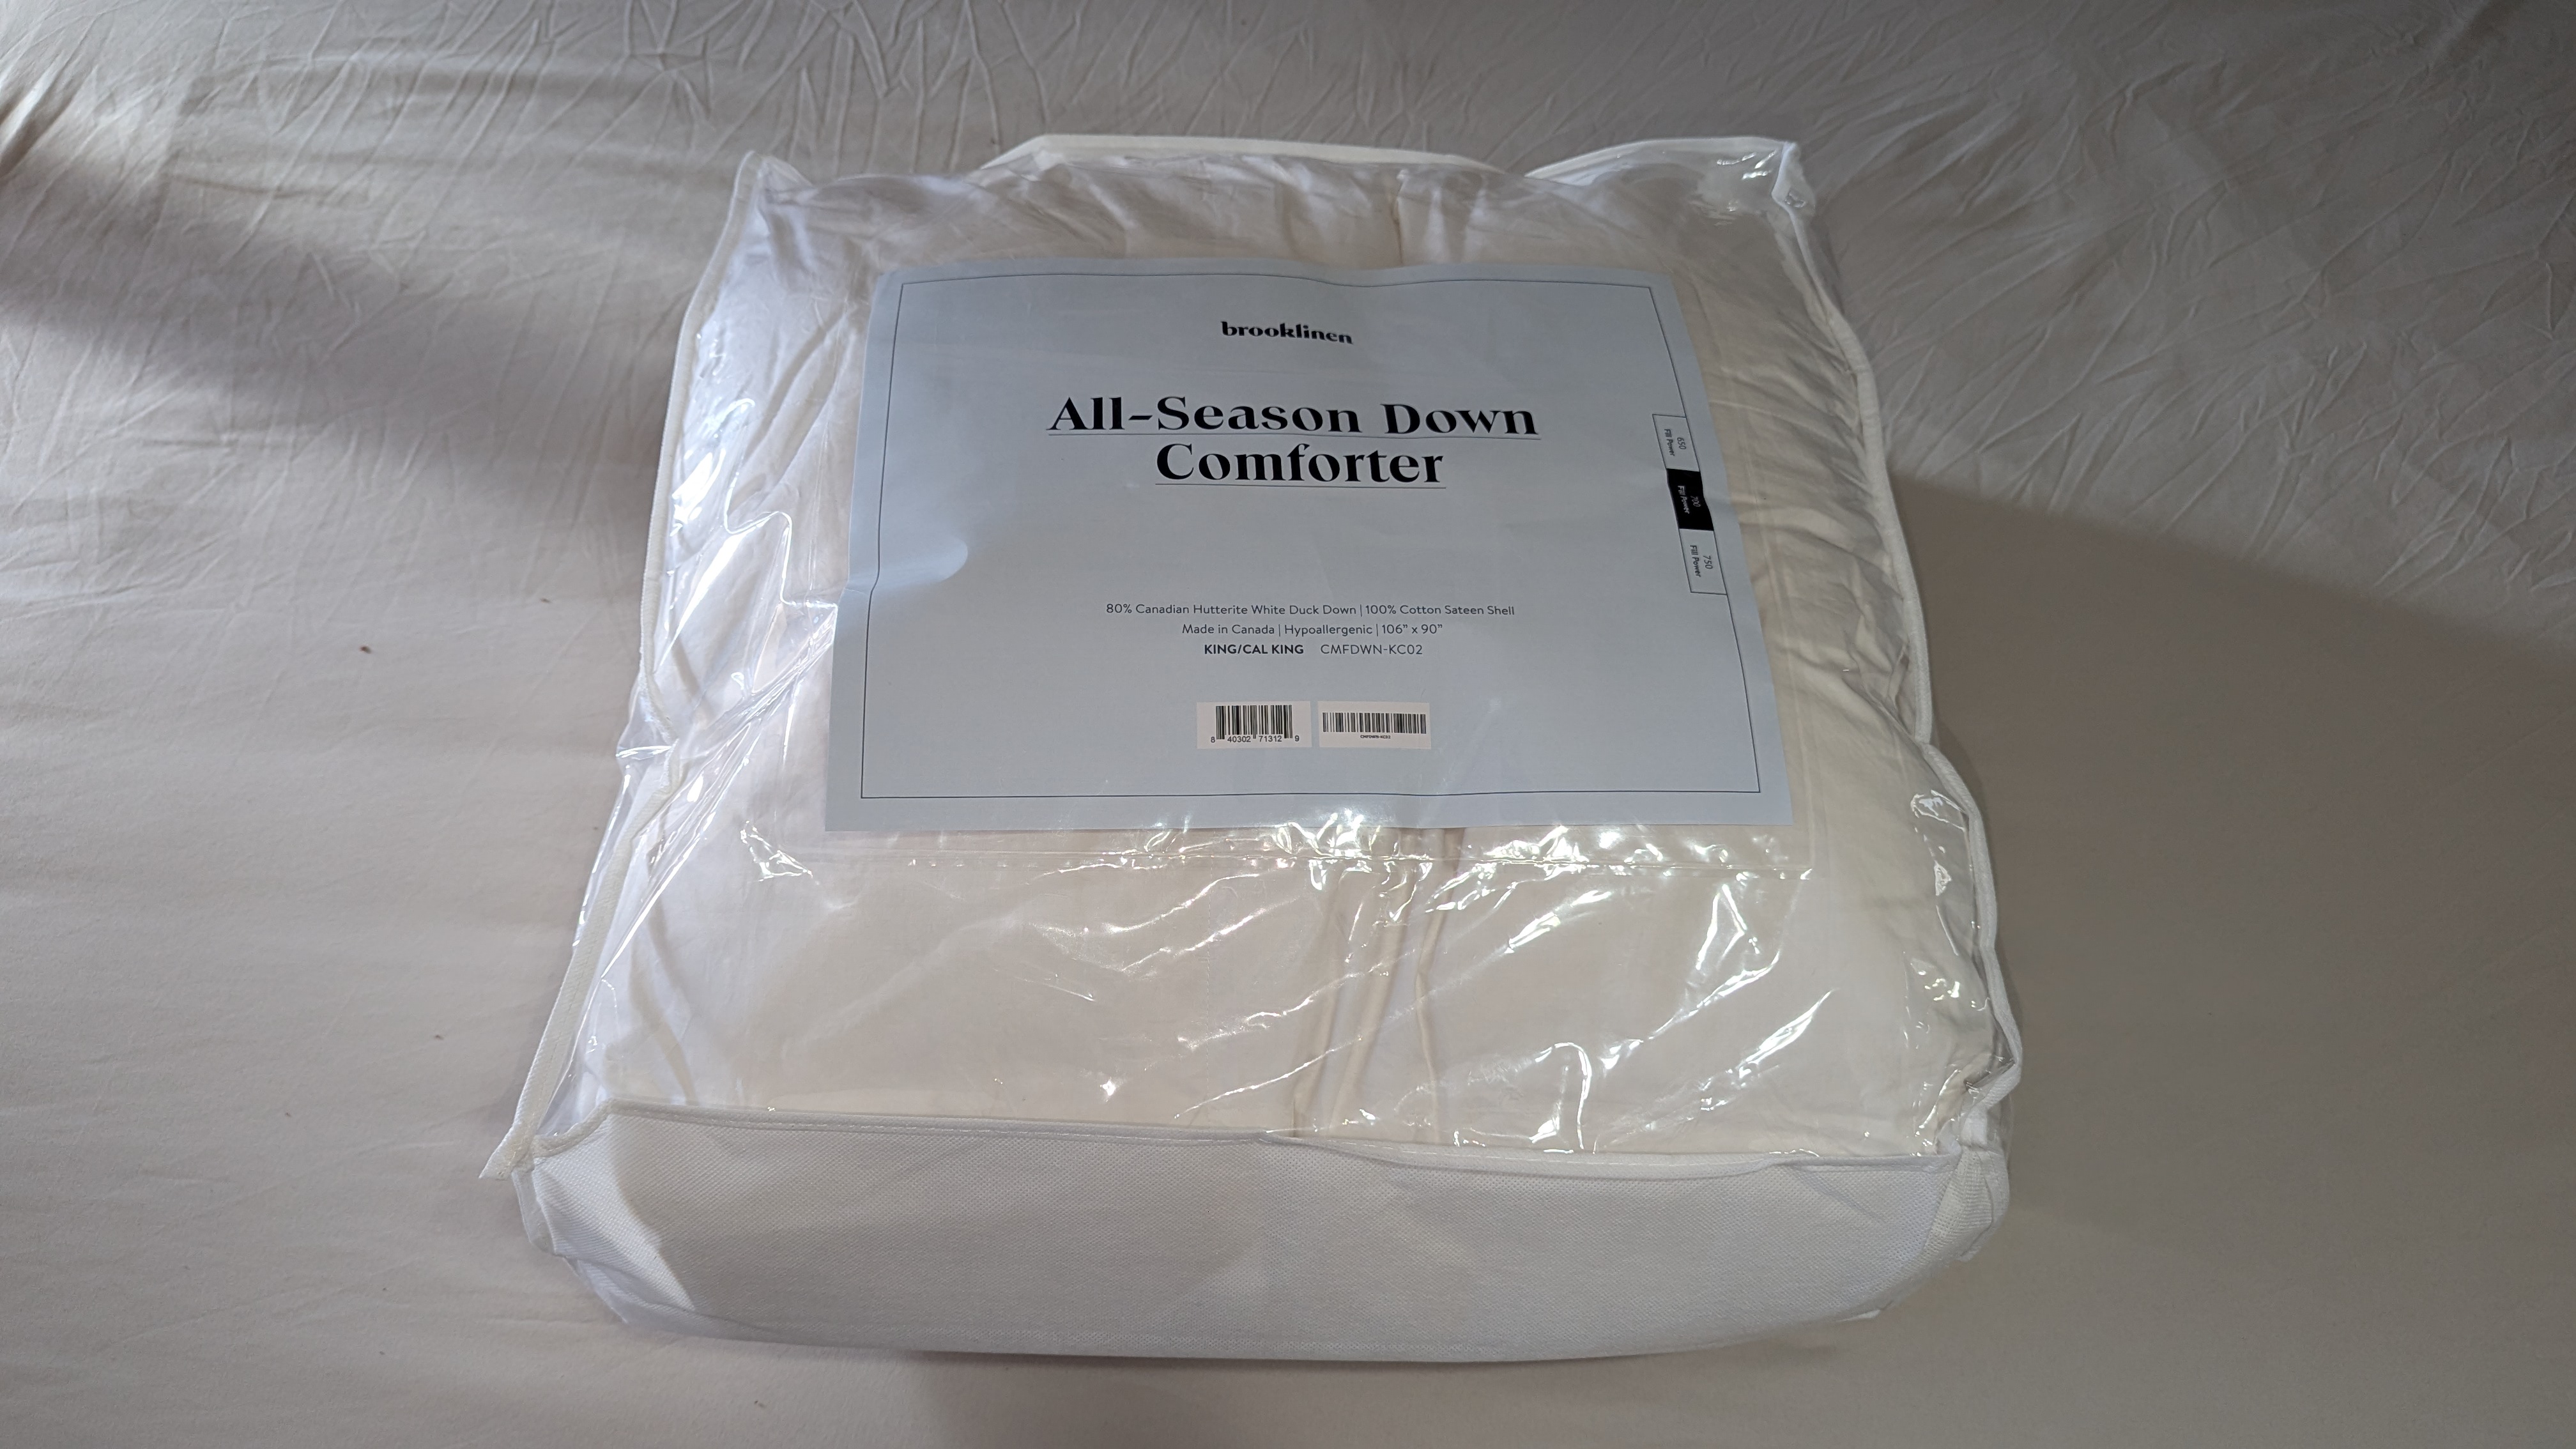 brooklinen
All-Season Down
Comforter
650
Fill Power
700
Fill Power
750
Fill Power
80% Canadian Hutterite White Duck Down | 100% Cotton Sateen Shell
Made in Canada | Hypoallergenic | 106” x 90”
KING/CAL KING CMFDWN-KC02
8 40302 71312 9
CMFDWN-KC02